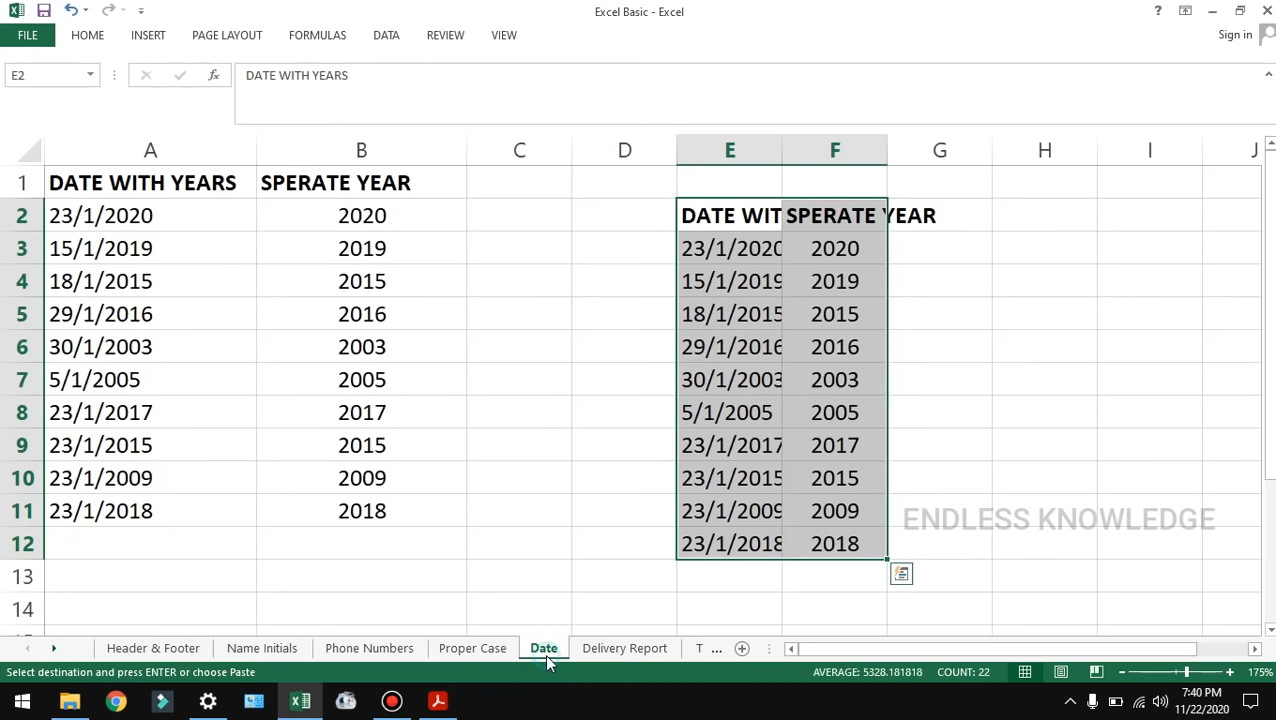 Excel Basic - Excel
?
Sign in
FILE HOME INSERT PAGE LAYOUT FORMULAS DATA REVIEW VIEW
E2 fx DATE WITH YEARS
A B C D E F G H I J
1 DATE WITH YEARS SPERATE YEAR
2 23/1/2020 2020 DATE WIT SPERATE YEAR
3 15/1/2019 2019 23/1/2020 2020
4 18/1/2015 2015 15/1/2019 2019
5 29/1/2016 2016 18/1/2015 2015
6 30/1/2003 2003 29/1/2016 2016
7 5/1/2005 2005 30/1/2003 2003
8 23/1/2017 2017 5/1/2005 2005
9 23/1/2015 2015 23/1/2017 2017
10 23/1/2009 2009 23/1/2015 2015
11 23/1/2018 2018 23/1/2009 2009
ENDLESS KNOWLEDGE
12 23/1/2018 2018
13
14
Header & Footer Name Initials Phone Numbers Proper Case Date Delivery Report T ...
Select destination and press ENTER or choose Paste AVERAGE: 5328.181818 COUNT: 22 175%
7:40 PM
11/22/2020